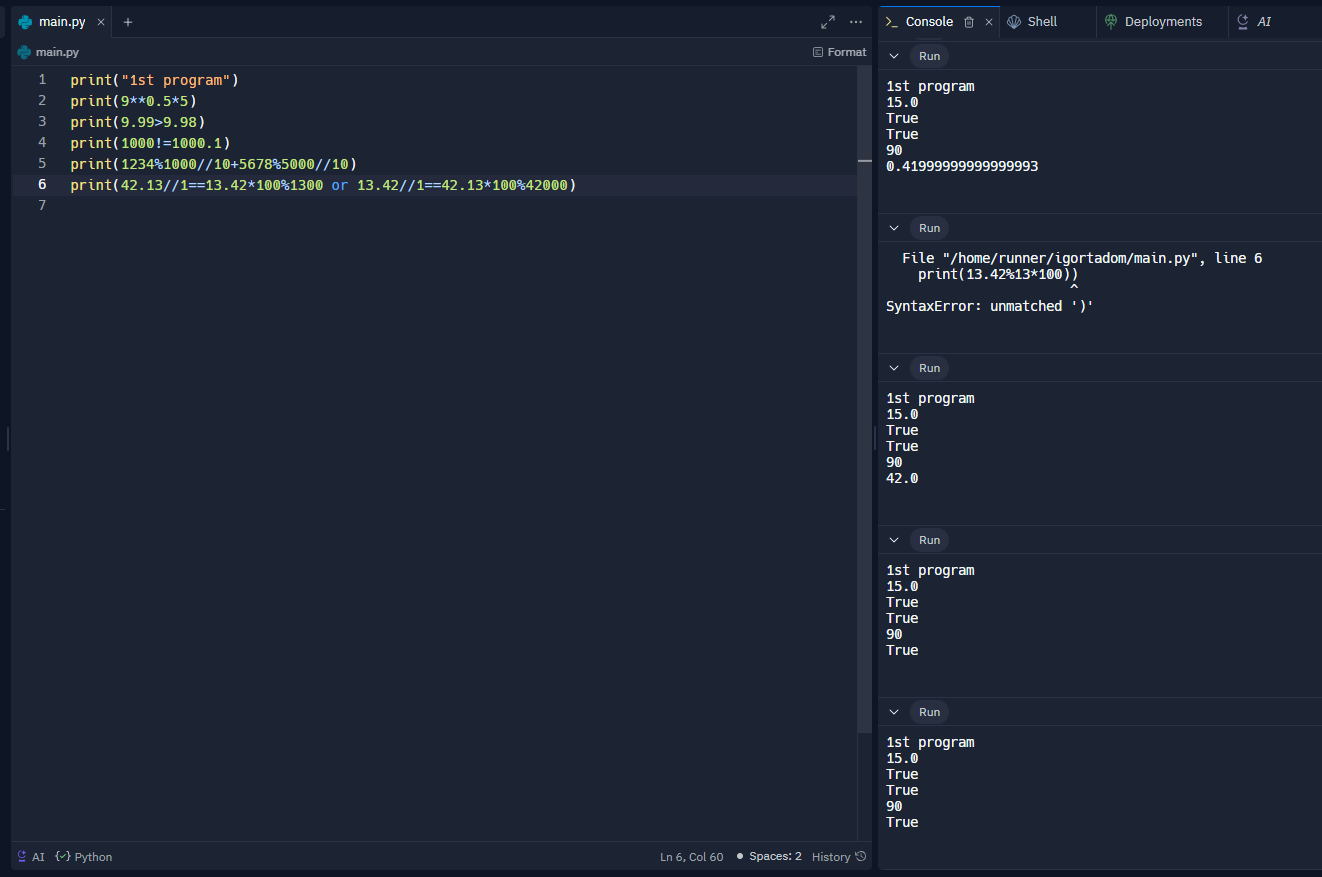 main.py
main.py
Format
1 print("1st program")
2 print(9**0.5*5)
3 print(9.99>9.98)
4 print(1000!=1000.1)
5 print(1234%1000//10+5678%5000//10)
6 print(42.13//1==13.42*100%1300 or 13.42//1==42.13*100%42000)
7
AI
Python
Ln 6, Col 60
Spaces: 2
History
Console
Shell
Deployments
AI
Run
1st program
15.0
True
True
90
0.41999999999999993
Run
File "/home/runner/igortadom/main.py", line 6
print(13.42%13*100))
^
SyntaxError: unmatched ')'
Run
1st program
15.0
True
True
90
42.0
Run
1st program
15.0
True
True
90
True
Run
1st program
15.0
True
True
90
True